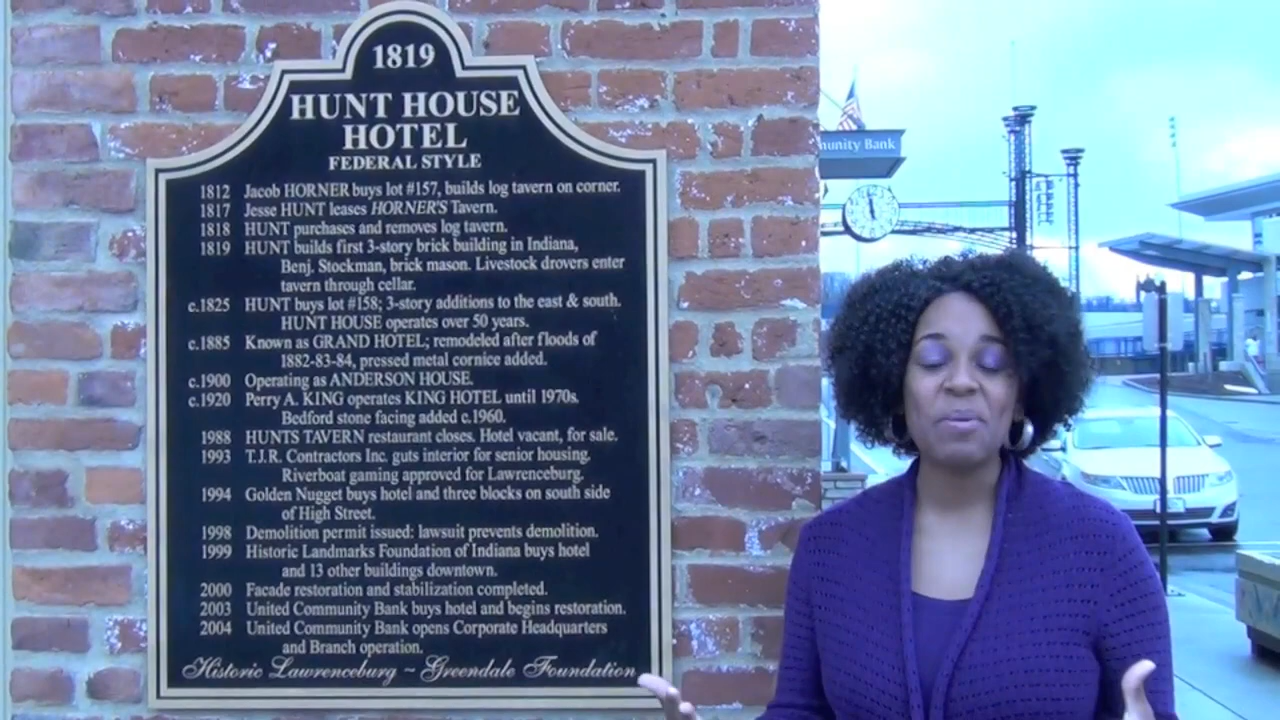 1819
HUNT HOUSE
HOTEL
FEDERAL STYLE
1812 Jacob HORNER buys lot #157, builds log tavern on corner.
1817 Jesse HUNT leases HORNER'S Tavern.
1818 HUNT purchases and removes log tavern.
1819 HUNT builds first 3-story brick building in Indiana,
Benj. Stockman, brick mason. Livestock drovers enter
tavern through cellar.
c.1825 HUNT buys lot #158; 3-story additions to the east & south.
HUNT HOUSE operates over 50 years.
c.1885 Known as GRAND HOTEL; remodeled after floods of
1882-83-84, pressed metal cornice added.
c.1900 Operating as ANDERSON HOUSE.
c.1920 Perry A. KING operates KING HOTEL until 1970s.
Bedford stone facing added c.1960.
1988 HUNTS TAVERN restaurant closes. Hotel vacant, for sale.
1993 T.J.R. Contractors Inc. guts interior for senior housing.
Riverboat gaming approved for Lawrenceburg.
1994 Golden Nugget buys hotel and three blocks on south side
of High Street.
1998 Demolition permit issued: lawsuit prevents demolition.
1999 Historic Landmarks Foundation of Indiana buys hotel
and 13 other buildings downtown.
2000 Facade restoration and stabilization completed.
2003 United Community Bank buys hotel and begins restoration.
2004 United Community Bank opens Corporate Headquarters
and Branch operation.
Historic Lawrenceburg ~ Greendale Foundation
munity Bank